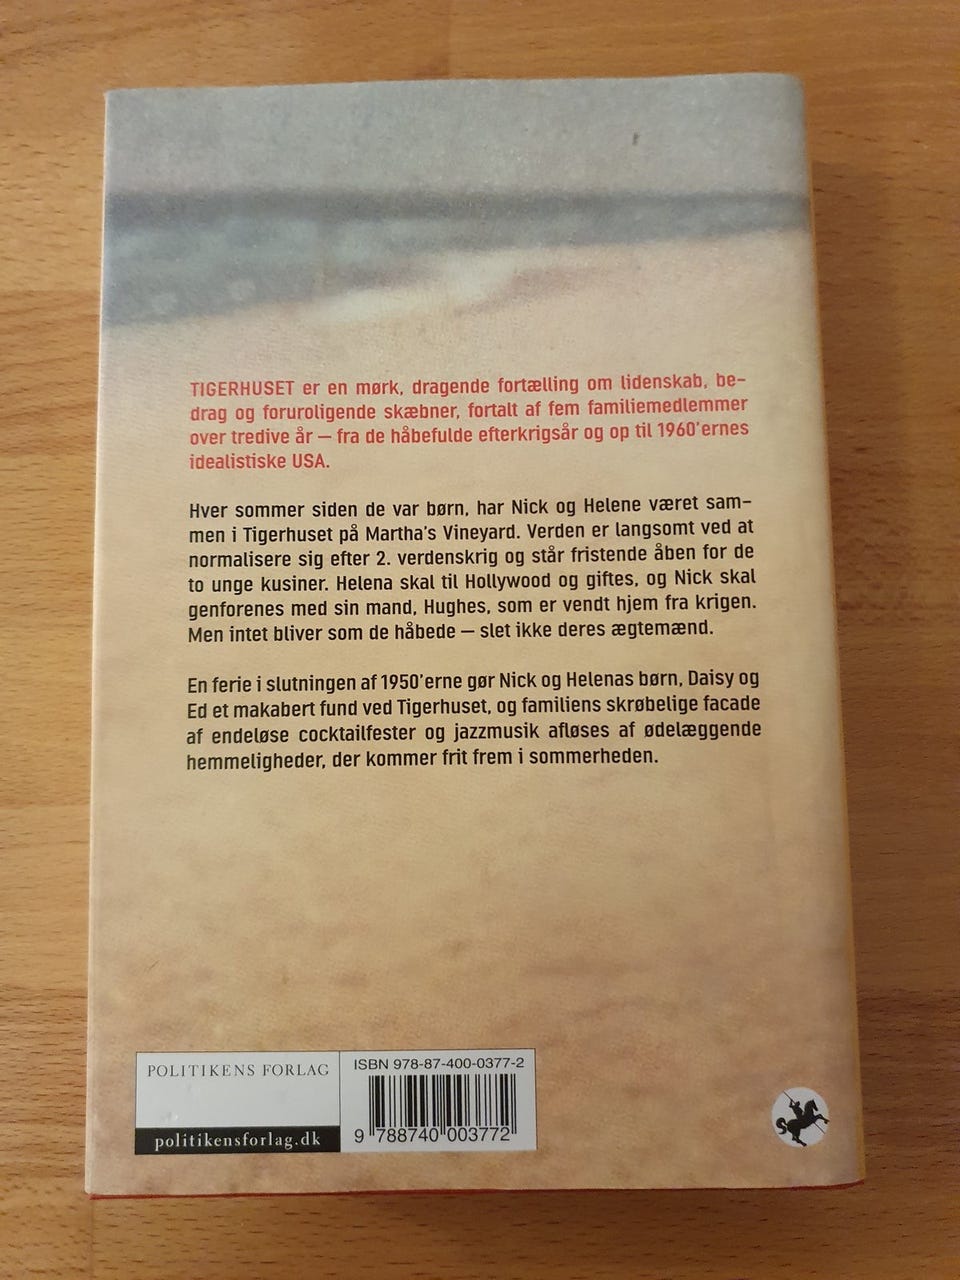 TIGERHUSET er en mørk, dragende fortælling om lidenskab, be-
drag og foruroligende skæbner, fortalt af fem familiemedlemmer
over tredive år – fra de håbefulde efterkrigsår og op til 1960'ernes
idealistiske USA.
Hver sommer siden de var børn, har Nick og Helene været sam-
men i Tigerhuset på Martha's Vineyard. Verden er langsomt ved at
normalisere sig efter 2. verdenskrig og står fristende åben for de
to unge kusiner. Helena skal til Hollywood og giftes, og Nick skal
genforenes med sin mand, Hughes, som er vendt hjem fra krigen.
Men intet bliver som de håbede – slet ikke deres ægtemænd.
En ferie i slutningen af 1950'erne gør Nick og Helenas børn, Daisy og
Ed et makabert fund ved Tigerhuset, og familiens skrøbelige facade
af endeløse cocktailfester og jazzmusik afløses af ødelæggende
hemmeligheder, der kommer frit frem i sommerheden.
POLITIKENS FORLAG
politikensforlag.dk
ISBN 978-87-400-0377-2
9 788740 003772